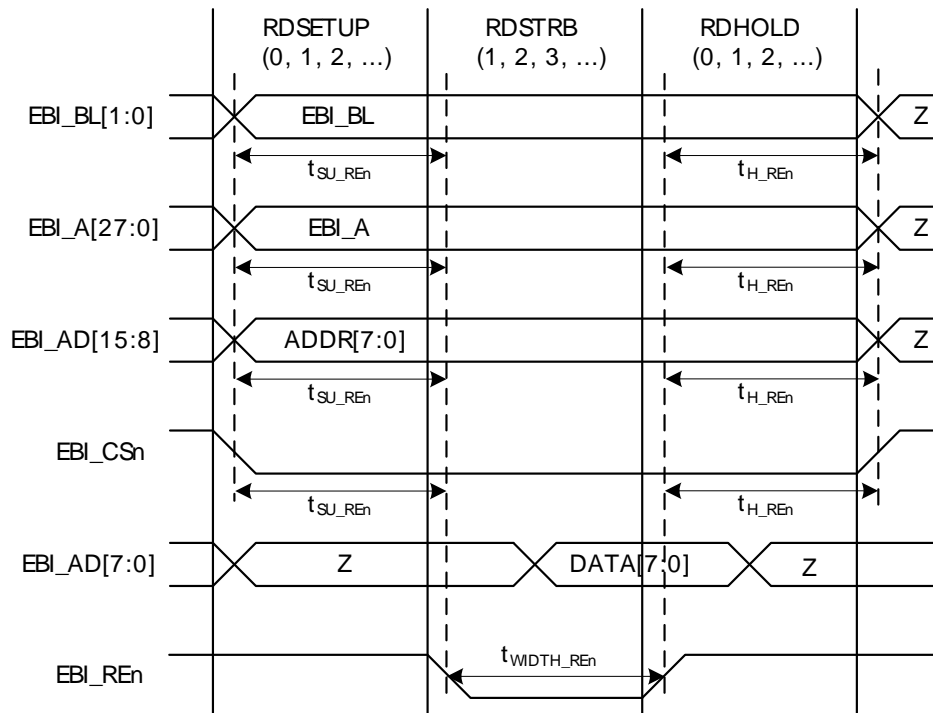 RDSETUP RDSTRB RDHOLD
(0, 1, 2, ...) (1, 2, 3, ...) (0, 1, 2, ...)
EBI_BL[1:0] EBI_BL Z
tSU_REn tH_REn
EBI_A[27:0] EBI_A Z
tSU_REn tH_REn
EBI_AD[15:8] ADDR[7:0] Z
tSU_REn tH_REn
EBI_CSn
tSU_REn tH_REn
EBI_AD[7:0] Z DATA[7:0] Z
tWIDTH_REn
EBI_REn